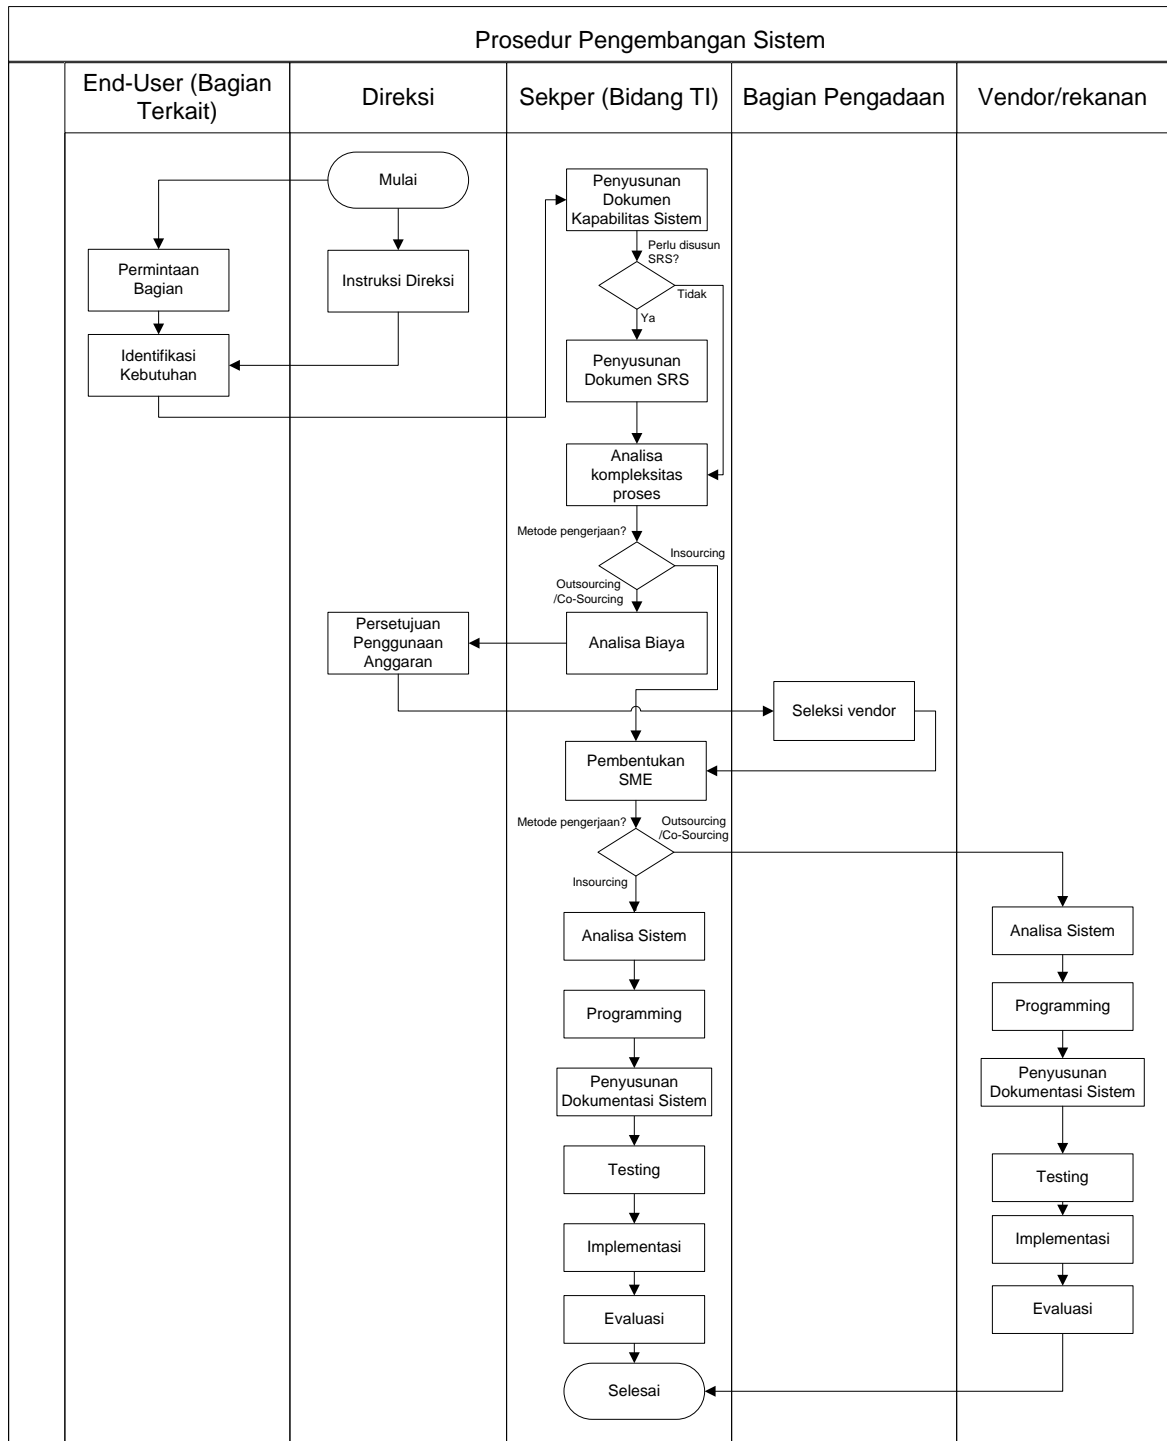 Prosedur Pengembangan Sistem
End-User (Bagian
Terkait)
Direksi
Sekper (Bidang TI)
Bagian Pengadaan
Vendor/rekanan
Mulai
Permintaan
Bagian
Instruksi Direksi
Identifikasi
Kebutuhan
Penyusunan
Dokumen
Kapabilitas Sistem
Perlu disusun
SRS?
Tidak
Ya
Penyusunan
Dokumen SRS
Analisa
kompleksitas
proses
Metode pengerjaan?
Insourcing
Outsourcing
/Co-Sourcing
Analisa Biaya
Persetujuan
Penggunaan
Anggaran
Seleksi vendor
Pembentukan
SME
Metode pengerjaan?
Outsourcing
/Co-Sourcing
Insourcing
Analisa Sistem
Programming
Penyusunan
Dokumentasi Sistem
Testing
Implementasi
Evaluasi
Selesai
Analisa Sistem
Programming
Penyusunan
Dokumentasi Sistem
Testing
Implementasi
Evaluasi